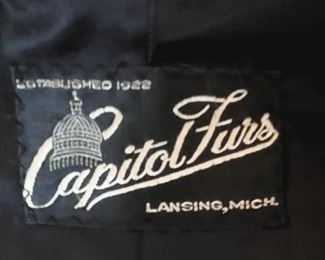 ESTABLISHED 1922
Capitol Furs
LANSING, MICH.